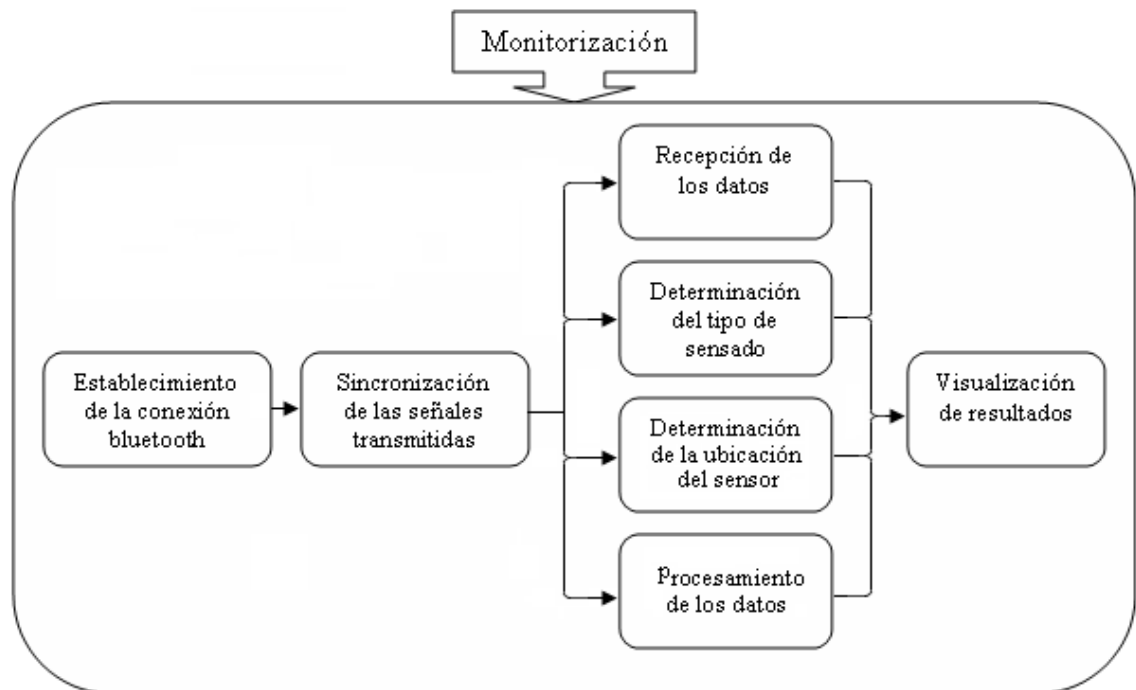 Monitorización
Establecimiento
de la conexión
bluetooth
Sincronización
de las señales
transmitidas
Recepción de
los datos
Determinación
del tipo de
sensado
Determinación
de la ubicación
del sensor
procesamiento
de los datos
Visualización
de resultados